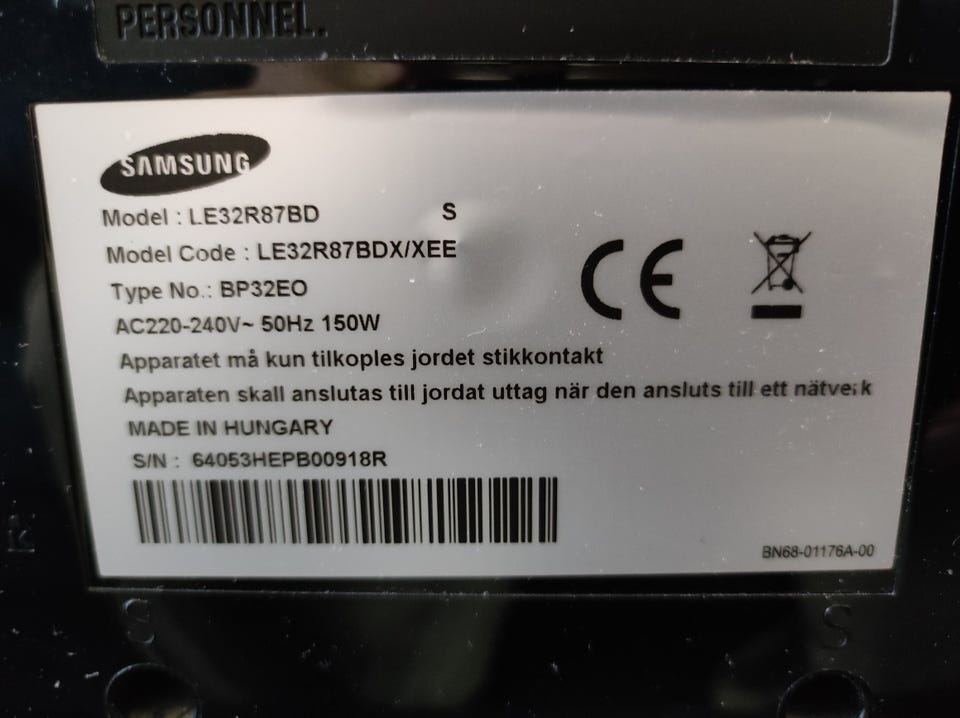 PERSONNEL.
SAMSUNG
Model : LE32R87BD S
Model Code : LE32R87BDX/XEE
Type No.: BP32EO
AC220-240V~ 50Hz 150W
Apparatet må kun tilkoples jordet stikkontakt
Apparaten skall anslutas till jordat uttag när den ansluts till ett nätverk
MADE IN HUNGARY
S/N : 64053HEPB00918R
CE
BN68-01176A-00
S S